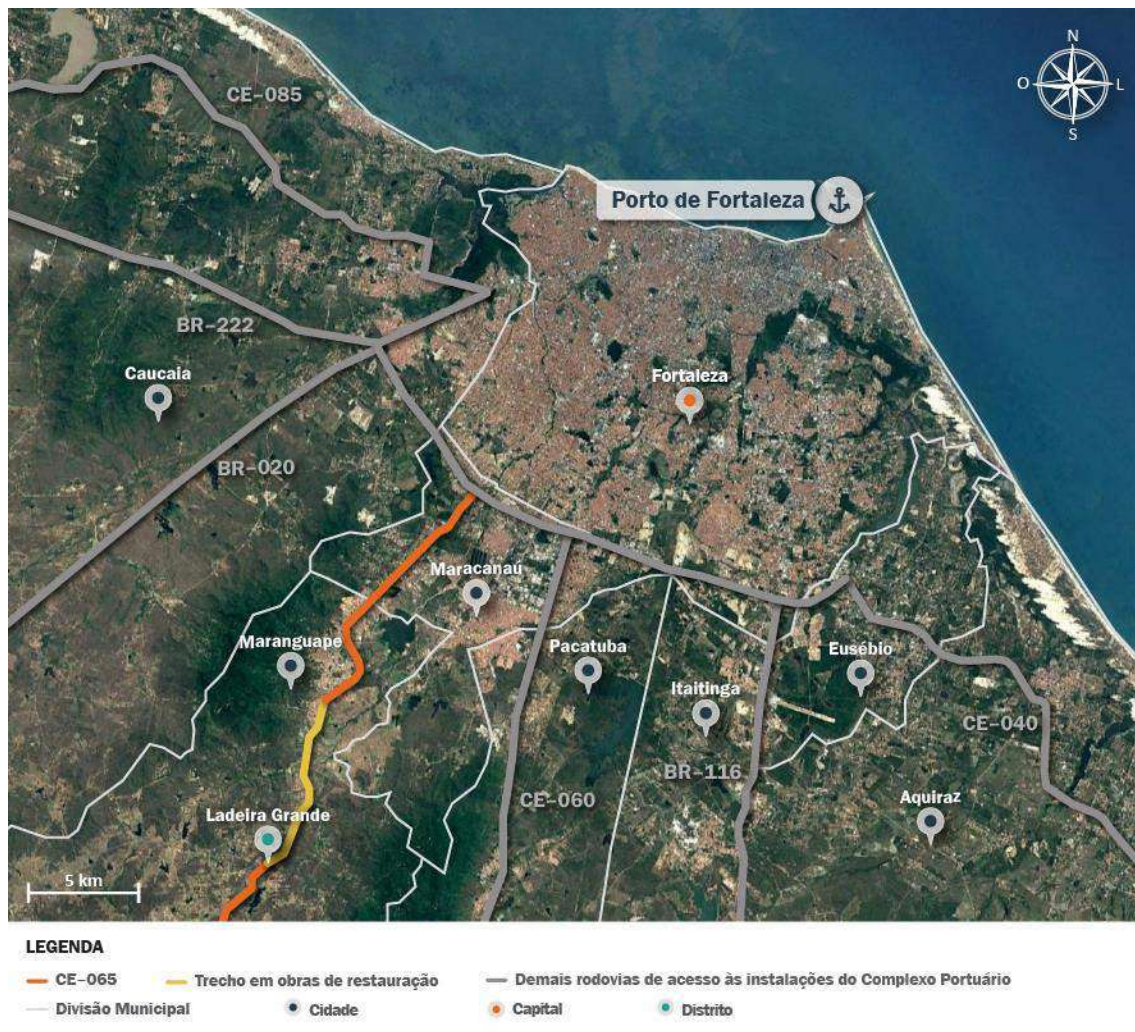 N
O
L
S
CE-085
Porto de Fortaleza
BR-222
Caucaia
Fortaleza
BR-020
Maracanaú
Maranguape
Pacatuba
Eusébio
Itaitinga
CE-040
BR-116
CE-060
Aquiraz
Ladeira Grande
5 km
LEGENDA
CE-065
Trecho em obras de restauração
Demais rodovias de acesso às instalações do Complexo Portuário
Divisão Municipal
Cidade
Capital
Distrito